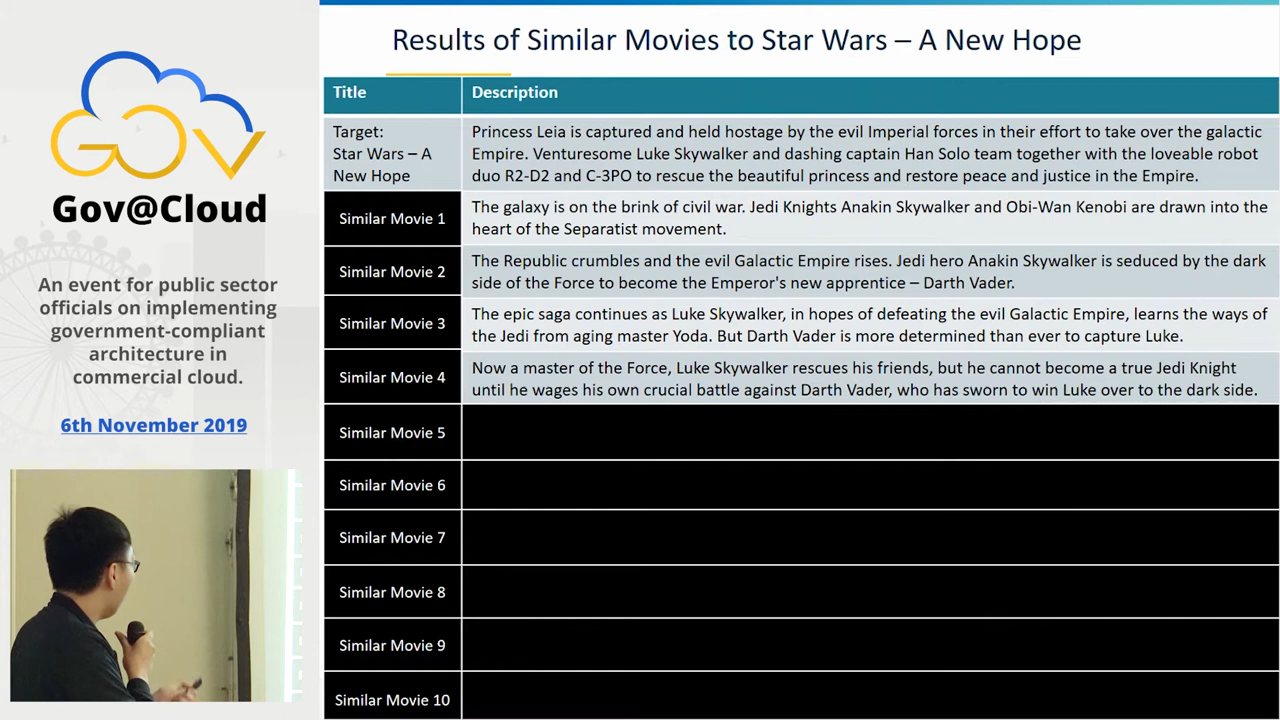 GOV
Gov@Cloud
An event for public sector
officials on implementing
government-compliant
architecture in
commercial cloud.
6th November 2019
Results of Similar Movies to Star Wars – A New Hope
Title
Description
Target:
Star Wars – A
New Hope
Princess Leia is captured and held hostage by the evil Imperial forces in their effort to take over the galactic
Empire. Venturesome Luke Skywalker and dashing captain Han Solo team together with the loveable robot
duo R2-D2 and C-3PO to rescue the beautiful princess and restore peace and justice in the Empire.
Similar Movie 1
The galaxy is on the brink of civil war. Jedi Knights Anakin Skywalker and Obi-Wan Kenobi are drawn into the
heart of the Separatist movement.
Similar Movie 2
The Republic crumbles and the evil Galactic Empire rises. Jedi hero Anakin Skywalker is seduced by the dark
side of the Force to become the Emperor's new apprentice – Darth Vader.
Similar Movie 3
The epic saga continues as Luke Skywalker, in hopes of defeating the evil Galactic Empire, learns the ways of
the Jedi from aging master Yoda. But Darth Vader is more determined than ever to capture Luke.
Similar Movie 4
Now a master of the Force, Luke Skywalker rescues his friends, but he cannot become a true Jedi Knight
until he wages his own crucial battle against Darth Vader, who has sworn to win Luke over to the dark side.
Similar Movie 5
Similar Movie 6
Similar Movie 7
Similar Movie 8
Similar Movie 9
Similar Movie 10